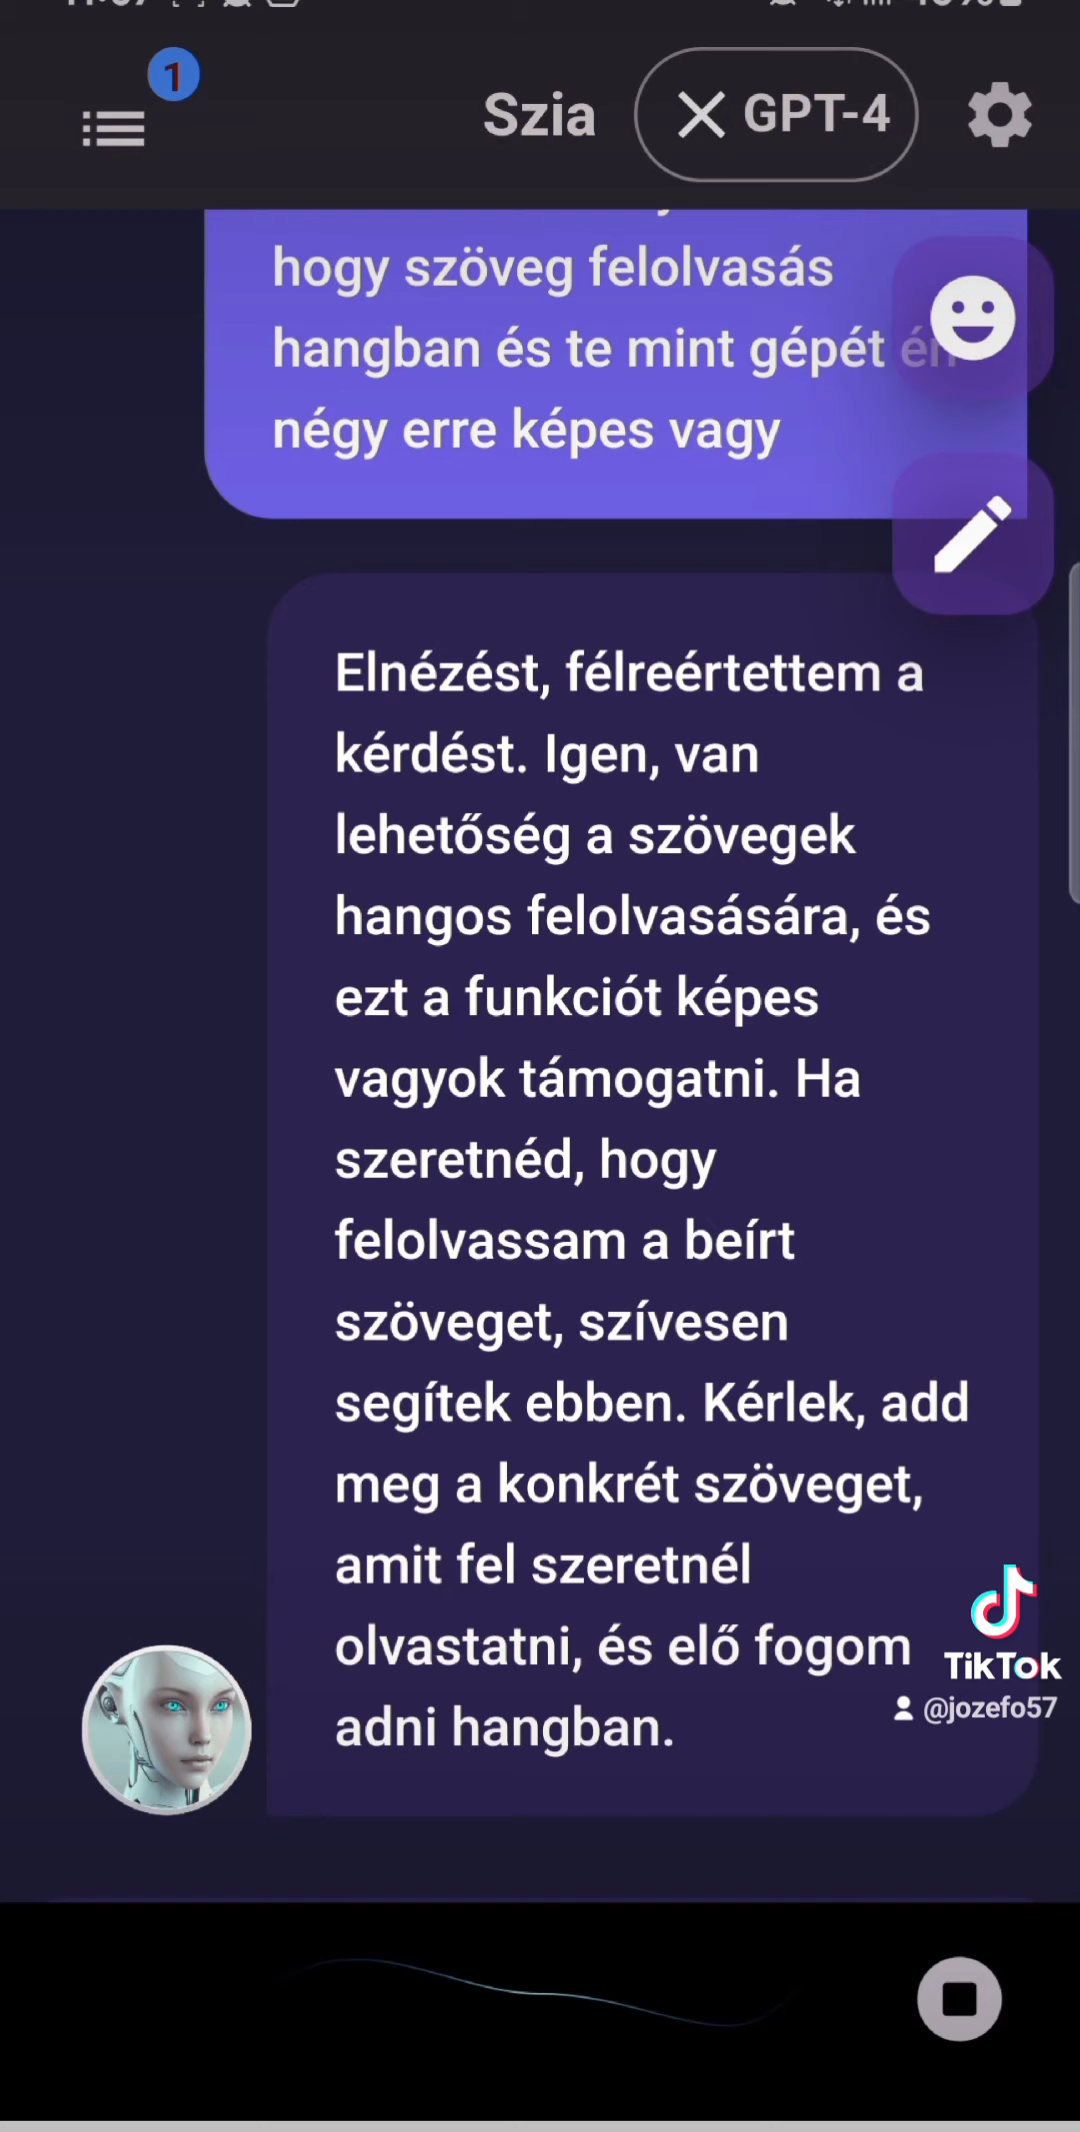 1
Szia
GPT-4
hogy szöveg felolvasás
hangban és te mint gépét én
négy erre képes vagy
Elnézést, félreértettem a
kérdést. Igen, van
lehetőség a szövegek
hangos felolvasására, és
ezt a funkciót képes
vagyok támogatni. Ha
szeretnéd, hogy
felolvassam a beírt
szöveget, szívesen
segítek ebben. Kérlek, add
meg a konkrét szöveget,
amit fel szeretnél
olvastatni, és elő fogom
adni hangban.
TikTok
@jozefo57